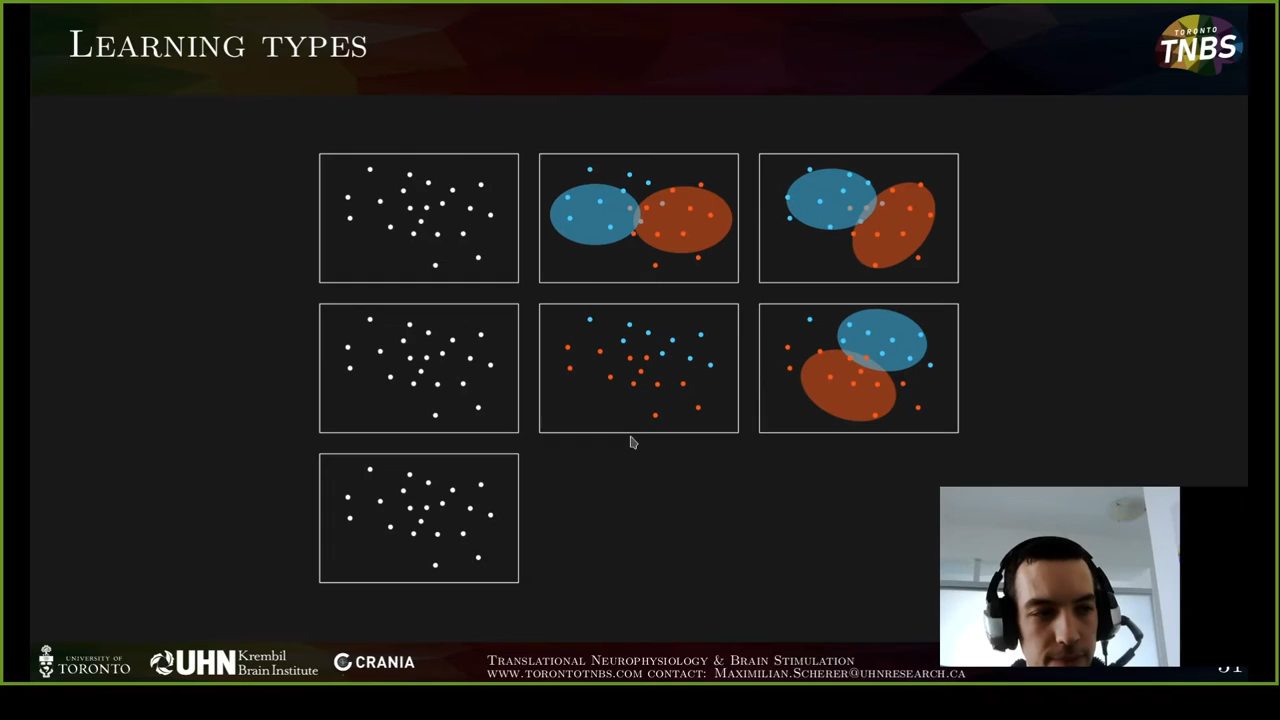 LEARNING TYPES
TORONTO
TNBS
UNIVERSITY OF
TORONTO
UHN Krembil
Brain Institute
CRANIA
TRANSLATIONAL NEUROPHYSIOLOGY & BRAIN STIMULATION
WWW.TORONTOTNBS.COM CONTACT: MAXIMILIAN.SCHERER@UHNRESEARCH.CA